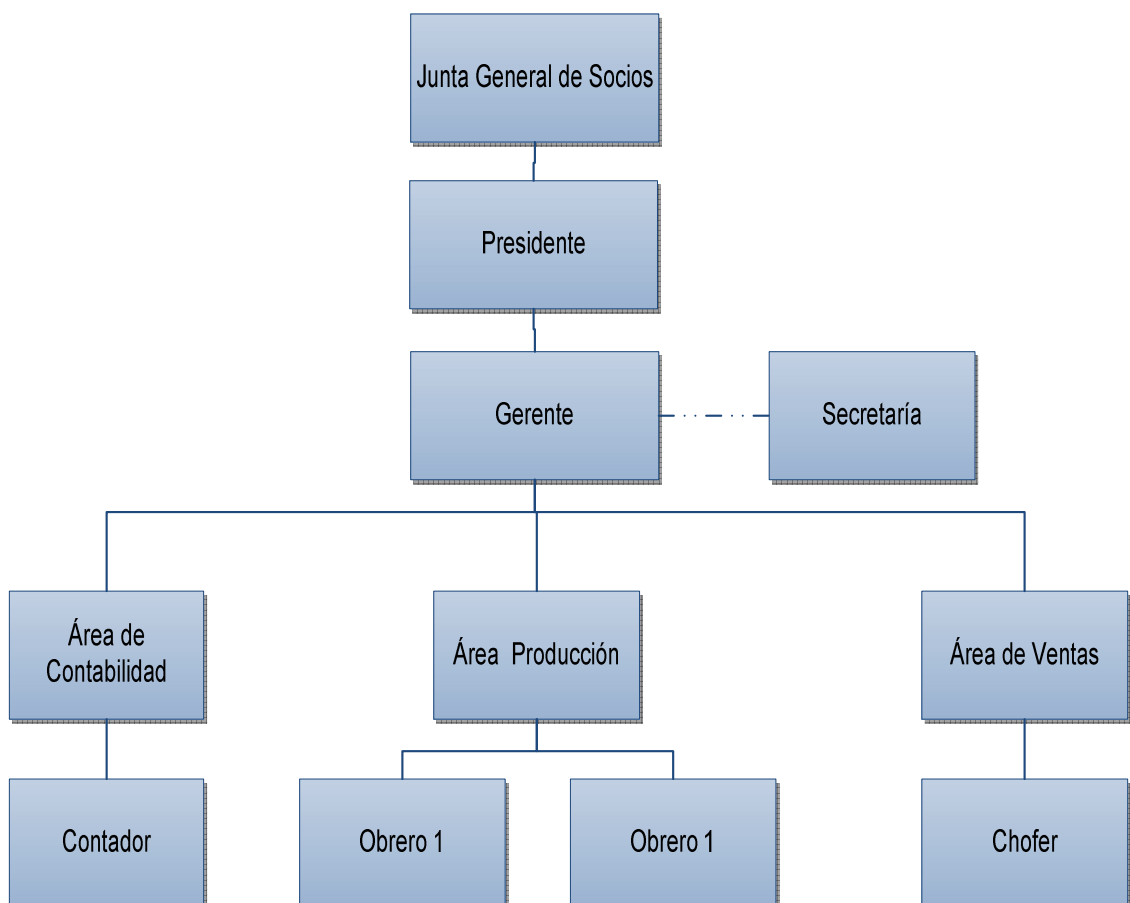 Junta General de Socios
Presidente
Gerente
Secretaría
Área de
Contabilidad
Área Producción
Área de Ventas
Contador
Obrero 1
Obrero 1
Chofer